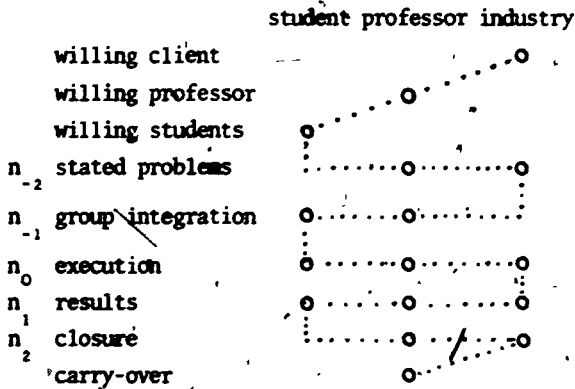 student professor industry
willing client
willing professor
willing students
n₋₂ stated problems
n₋₁ group integration
n₀ execution
n₁ results
n₂ closure
carry-over